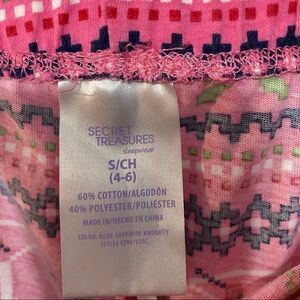 SECRET
TREASURES
sleepwear
S/CH
(4-6)
60% COTTON/ALGODÓN
40% POLYESTER/POLIÉSTER
MADE IN/HECHO EN CHINA
COLOR: BLUE SAPPHIRE NAUGHTY